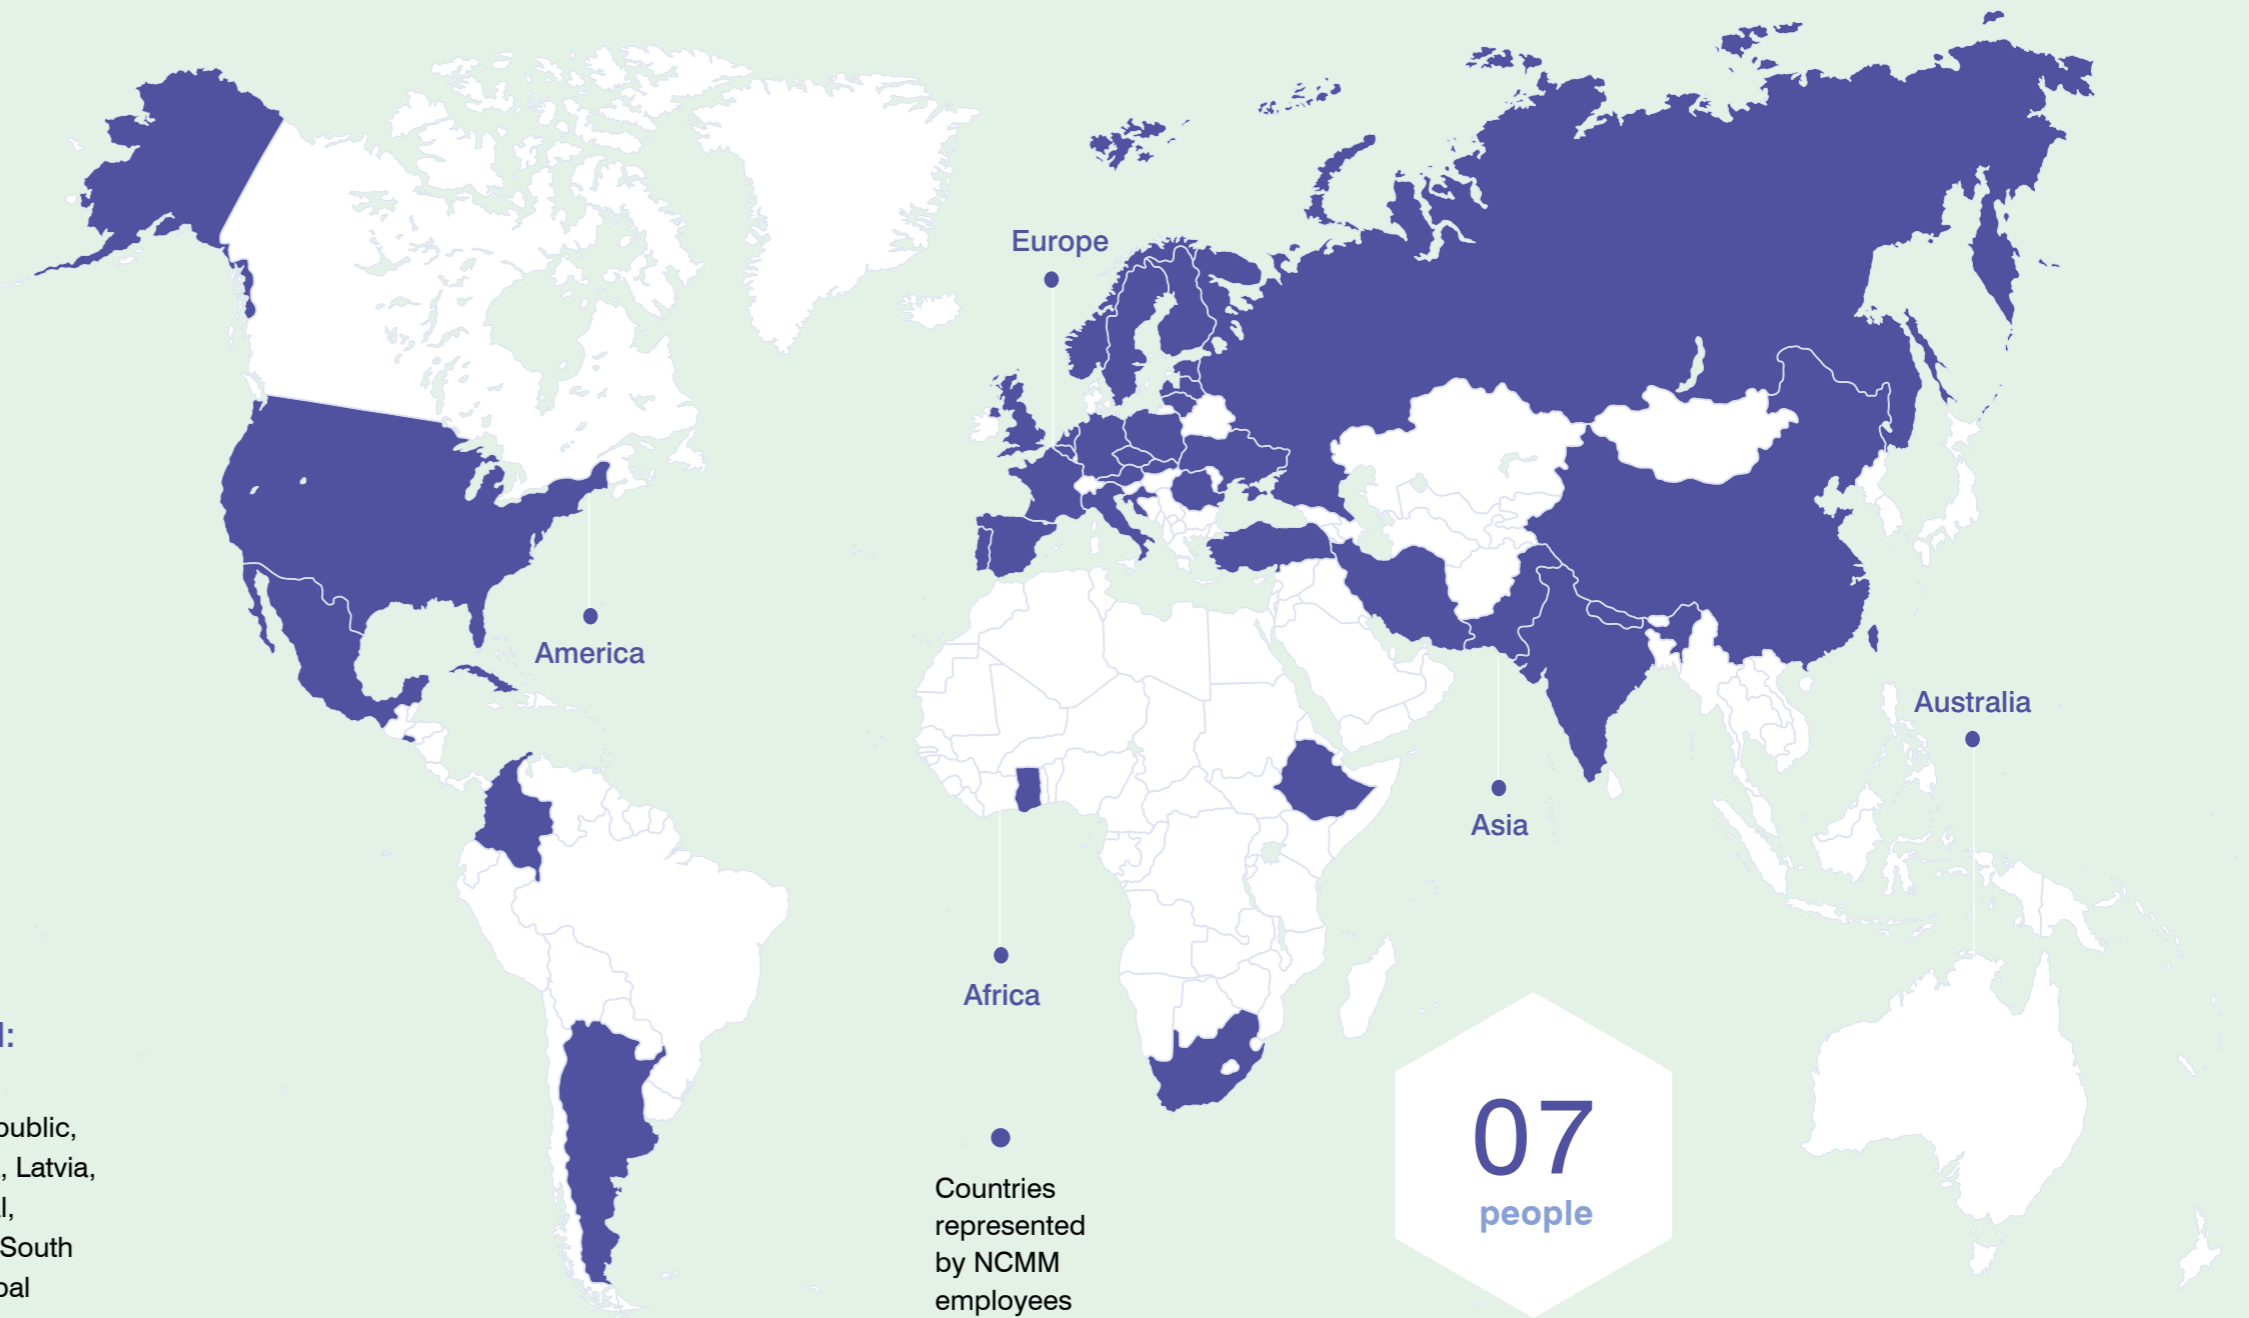 Europe
America
Australia
Asia
Africa
public,
, Latvia,
l,
South
pal
Countries
represented
by NCMM
employees
07
people